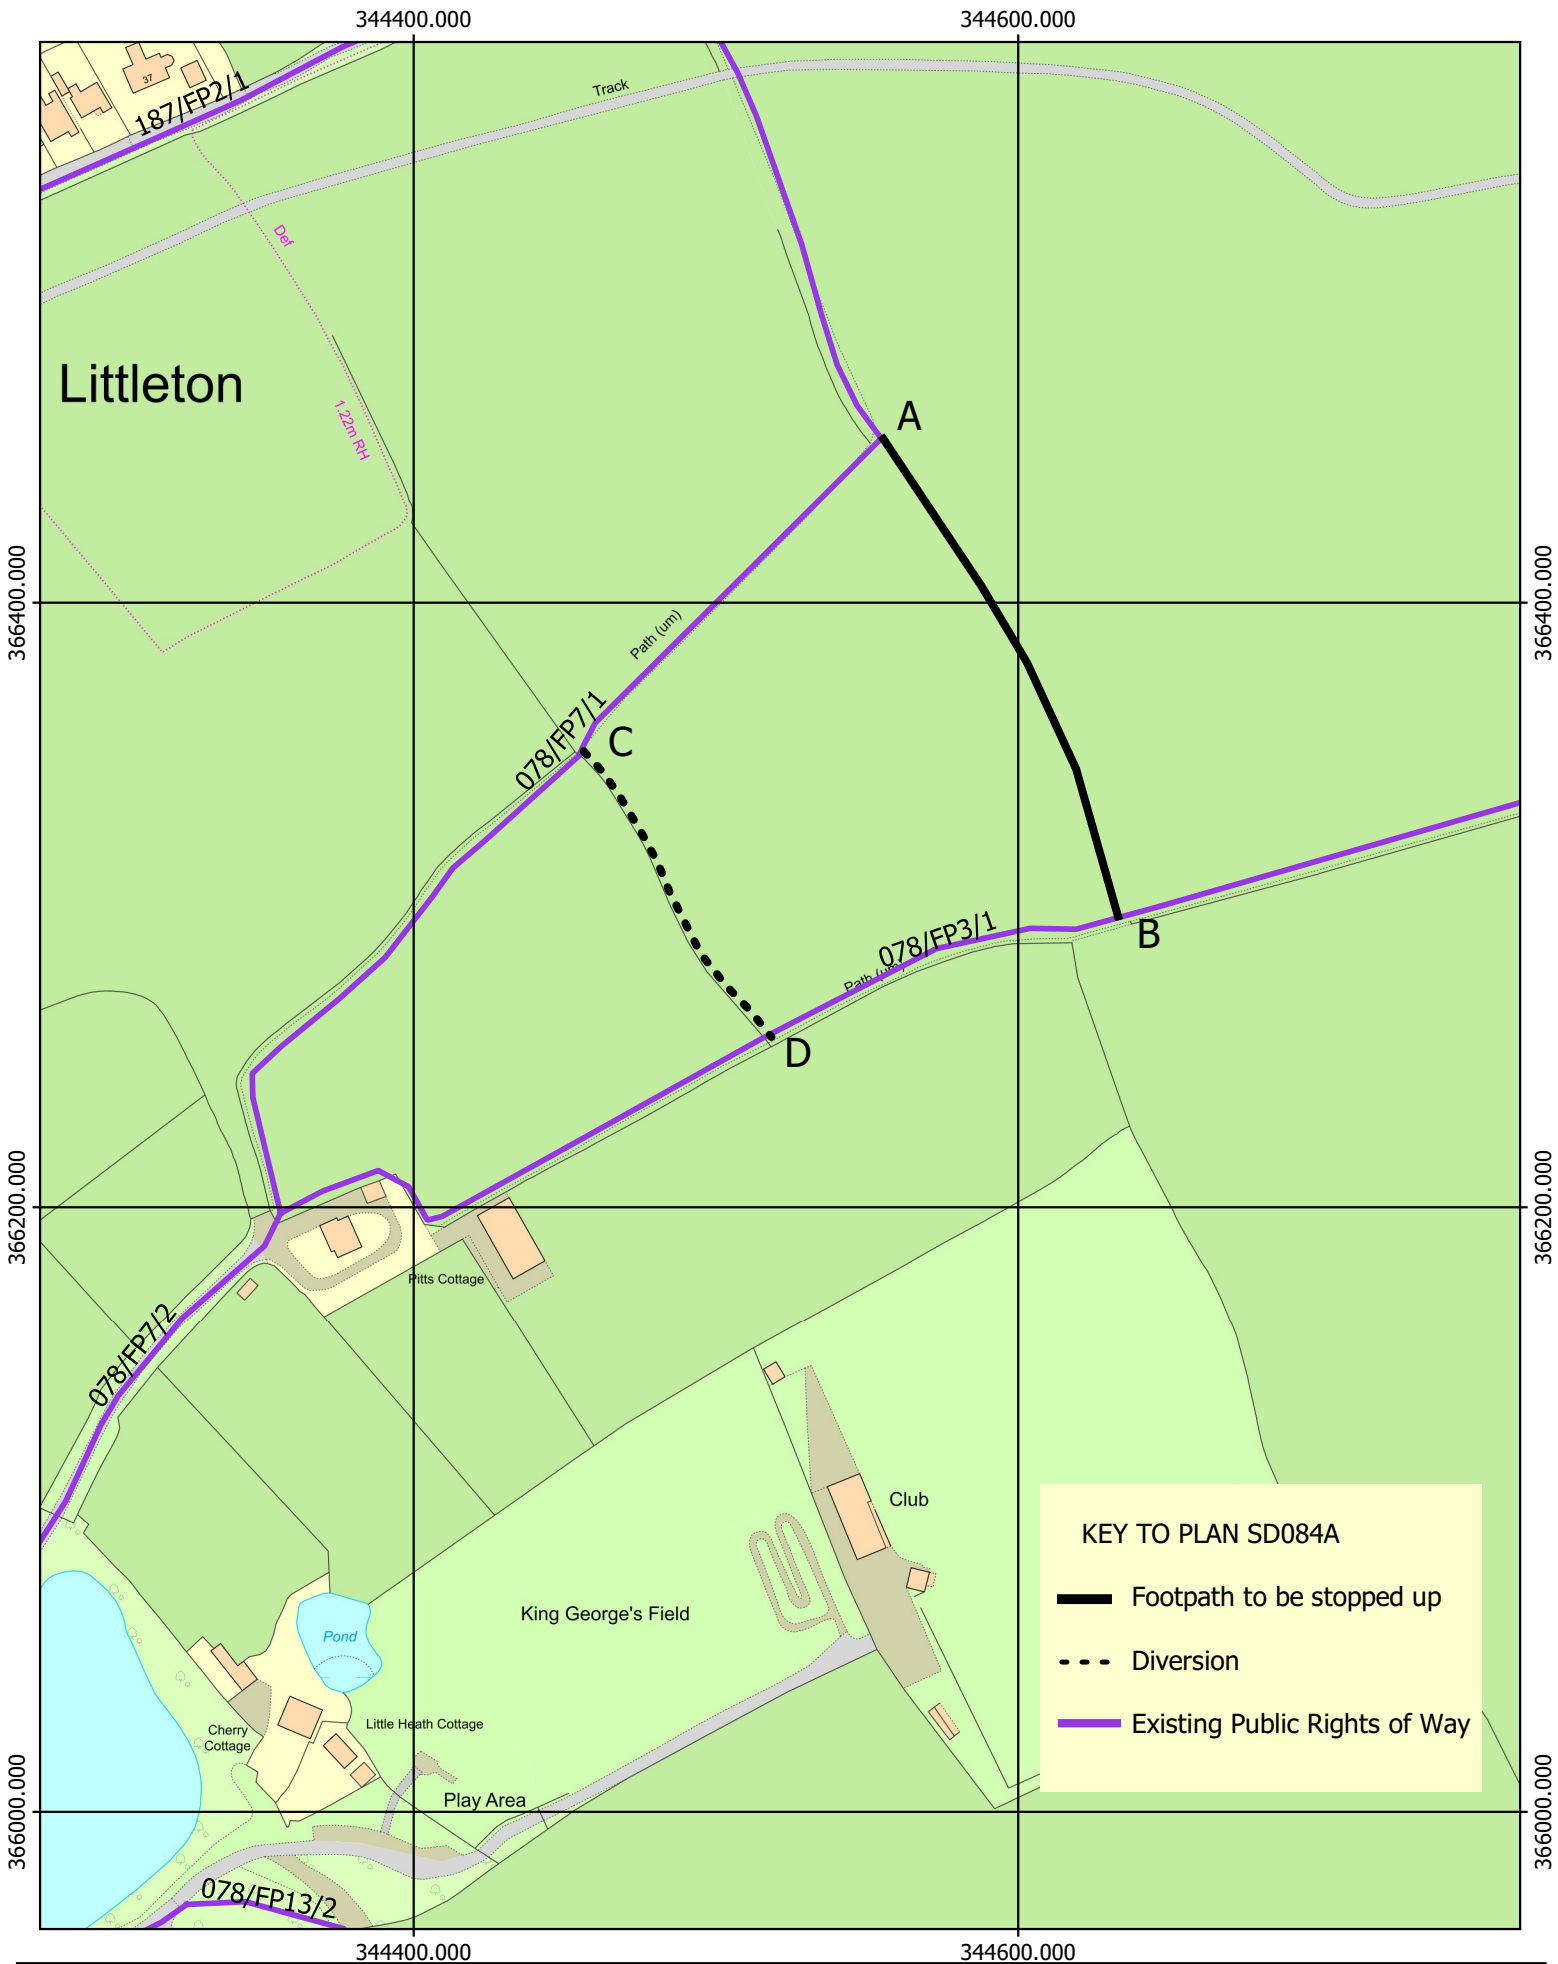 344400.000
344600.000
37
187/FP2/1
Track
Def
Littleton
1.22m RH
A
366400.000
366400.000
Path (um)
078/FP7/1
C
078/FP3/1
B
Path (um)
D
366200.000
366200.000
Pitts Cottage
078/FP7/2
Club
KEY TO PLAN SD084A
Footpath to be stopped up
Diversion
Existing Public Rights of Way
King George's Field
Pond
Cherry
Cottage
Little Heath Cottage
Play Area
366000.000
366000.000
078/FP13/2
344400.000
344600.000